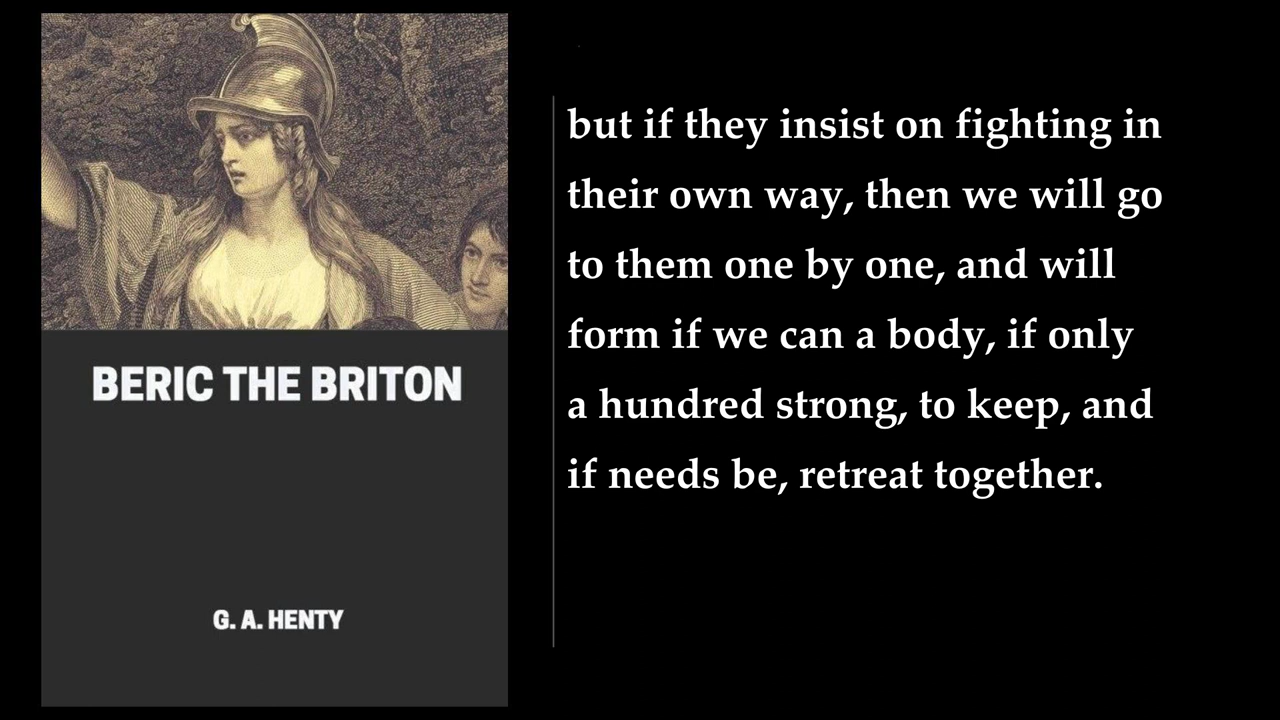 BERIC THE BRITON
G. A. HENTY
but if they insist on fighting in
their own way, then we will go
to them one by one, and will
form if we can a body, if only
a hundred strong, to keep, and
if needs be, retreat together.